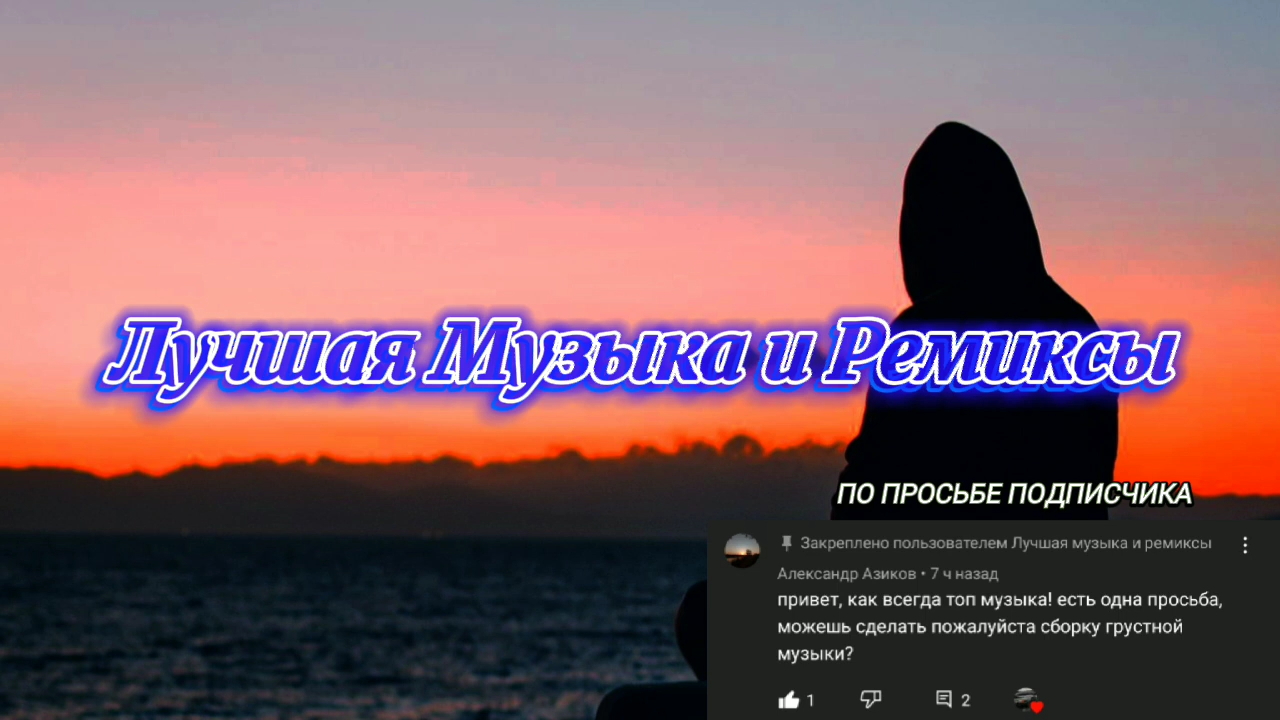 Лучшая Музыка и Ремиксы
ПО ПРОСЬБЕ ПОДПИСЧИКА
Закреплено пользователем Лучшая музыка и ремиксы
Александр Азиков • 7 ч назад
привет, как всегда топ музыка! есть одна просьба,
можешь сделать пожалуйста сборку грустной
музыки?
1 2